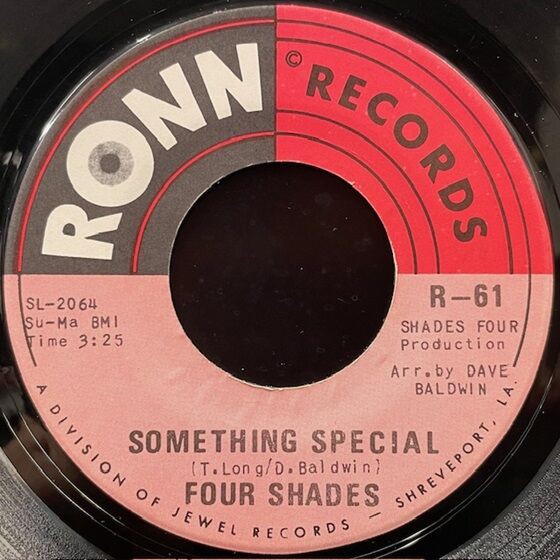 RONN
© RECORDS
SL-2064
Su-Ma BMI
Time 3:25
R-61
SHADES FOUR
Production
Arr.by DAVE
BALDWIN
SOMETHING SPECIAL
(T.Long/D.Baldwin)
FOUR SHADES
A DIVISION OF JEWEL RECORDS - SHREVEPORT, LA.